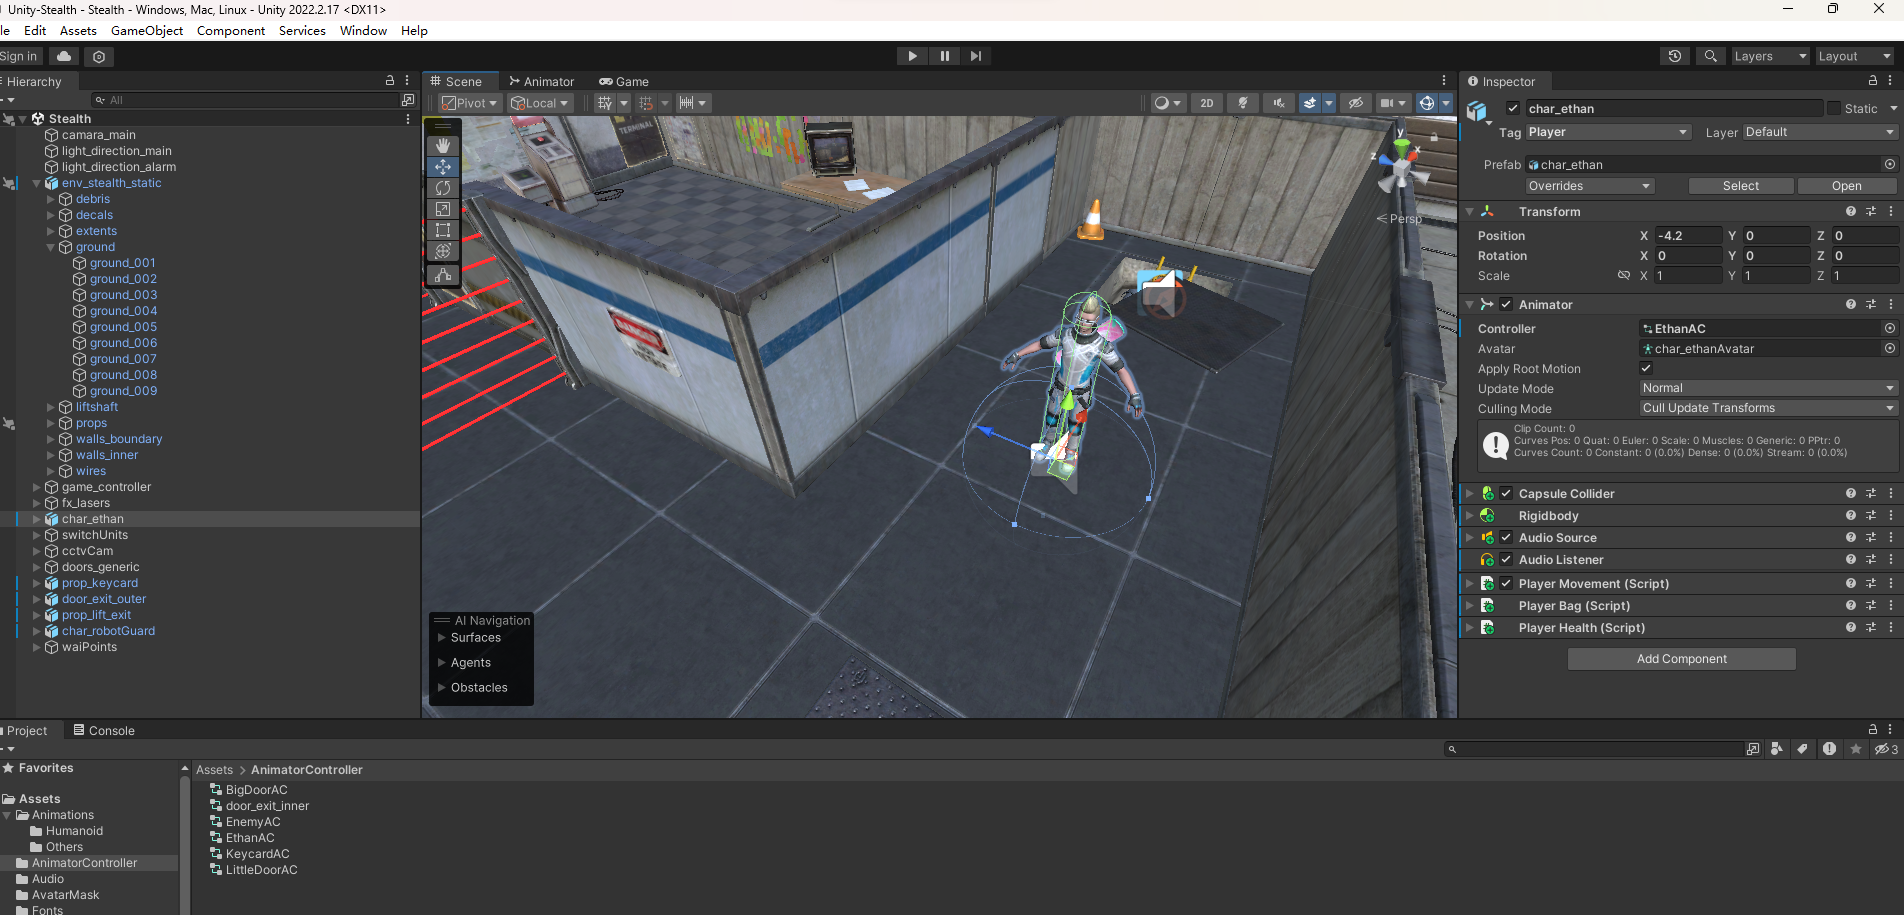 Unity-Stealth - Stealth - Windows, Mac, Linux - Unity 2022.2.17 <DX11>
le Edit Assets GameObject Component Services Window Help
Sign in
Layers
Layout
Hierarchy
All
Stealth
camara_main
light_direction_main
light_direction_alarm
env_stealth_static
debris
decals
extents
ground
ground_001
ground_002
ground_003
ground_004
ground_005
ground_006
ground_007
ground_008
ground_009
liftshaft
props
walls_boundary
walls_inner
wires
game_controller
fx_lasers
char_ethan
switchUnits
cctvCam
doors_generic
prop_keycard
door_exit_outer
prop_lift_exit
char_robotGuard
waiPoints
Scene
Animator
Game
Pivot
Local
2D
TERMINAL
y
x
z
Persp
AI Navigation
Surfaces
Agents
Obstacles
Inspector
char_ethan
Static
Tag Player
Layer Default
Prefab char_ethan
Overrides
Select
Open
Transform
Position X -4.2 Y 0 Z 0
Rotation X 0 Y 0 Z 0
Scale X 1 Y 1 Z 1
Animator
Controller EthanAC
Avatar char_ethanAvatar
Apply Root Motion
Update Mode Normal
Culling Mode Cull Update Transforms
Clip Count: 0
Curves Pos: 0 Quat: 0 Euler: 0 Scale: 0 Muscles: 0 Generic: 0 PPtr: 0
Curves Count: 0 Constant: 0 (0.0%) Dense: 0 (0.0%) Stream: 0 (0.0%)
Capsule Collider
Rigidbody
Audio Source
Audio Listener
Player Movement (Script)
Player Bag (Script)
Player Health (Script)
Add Component
Project
Console
3
Favorites
Assets
Animations
Humanoid
Others
AnimatorController
Audio
AvatarMask
Fonts
Assets > AnimatorController
BigDoorAC
door_exit_inner
EnemyAC
EthanAC
KeycardAC
LittleDoorAC